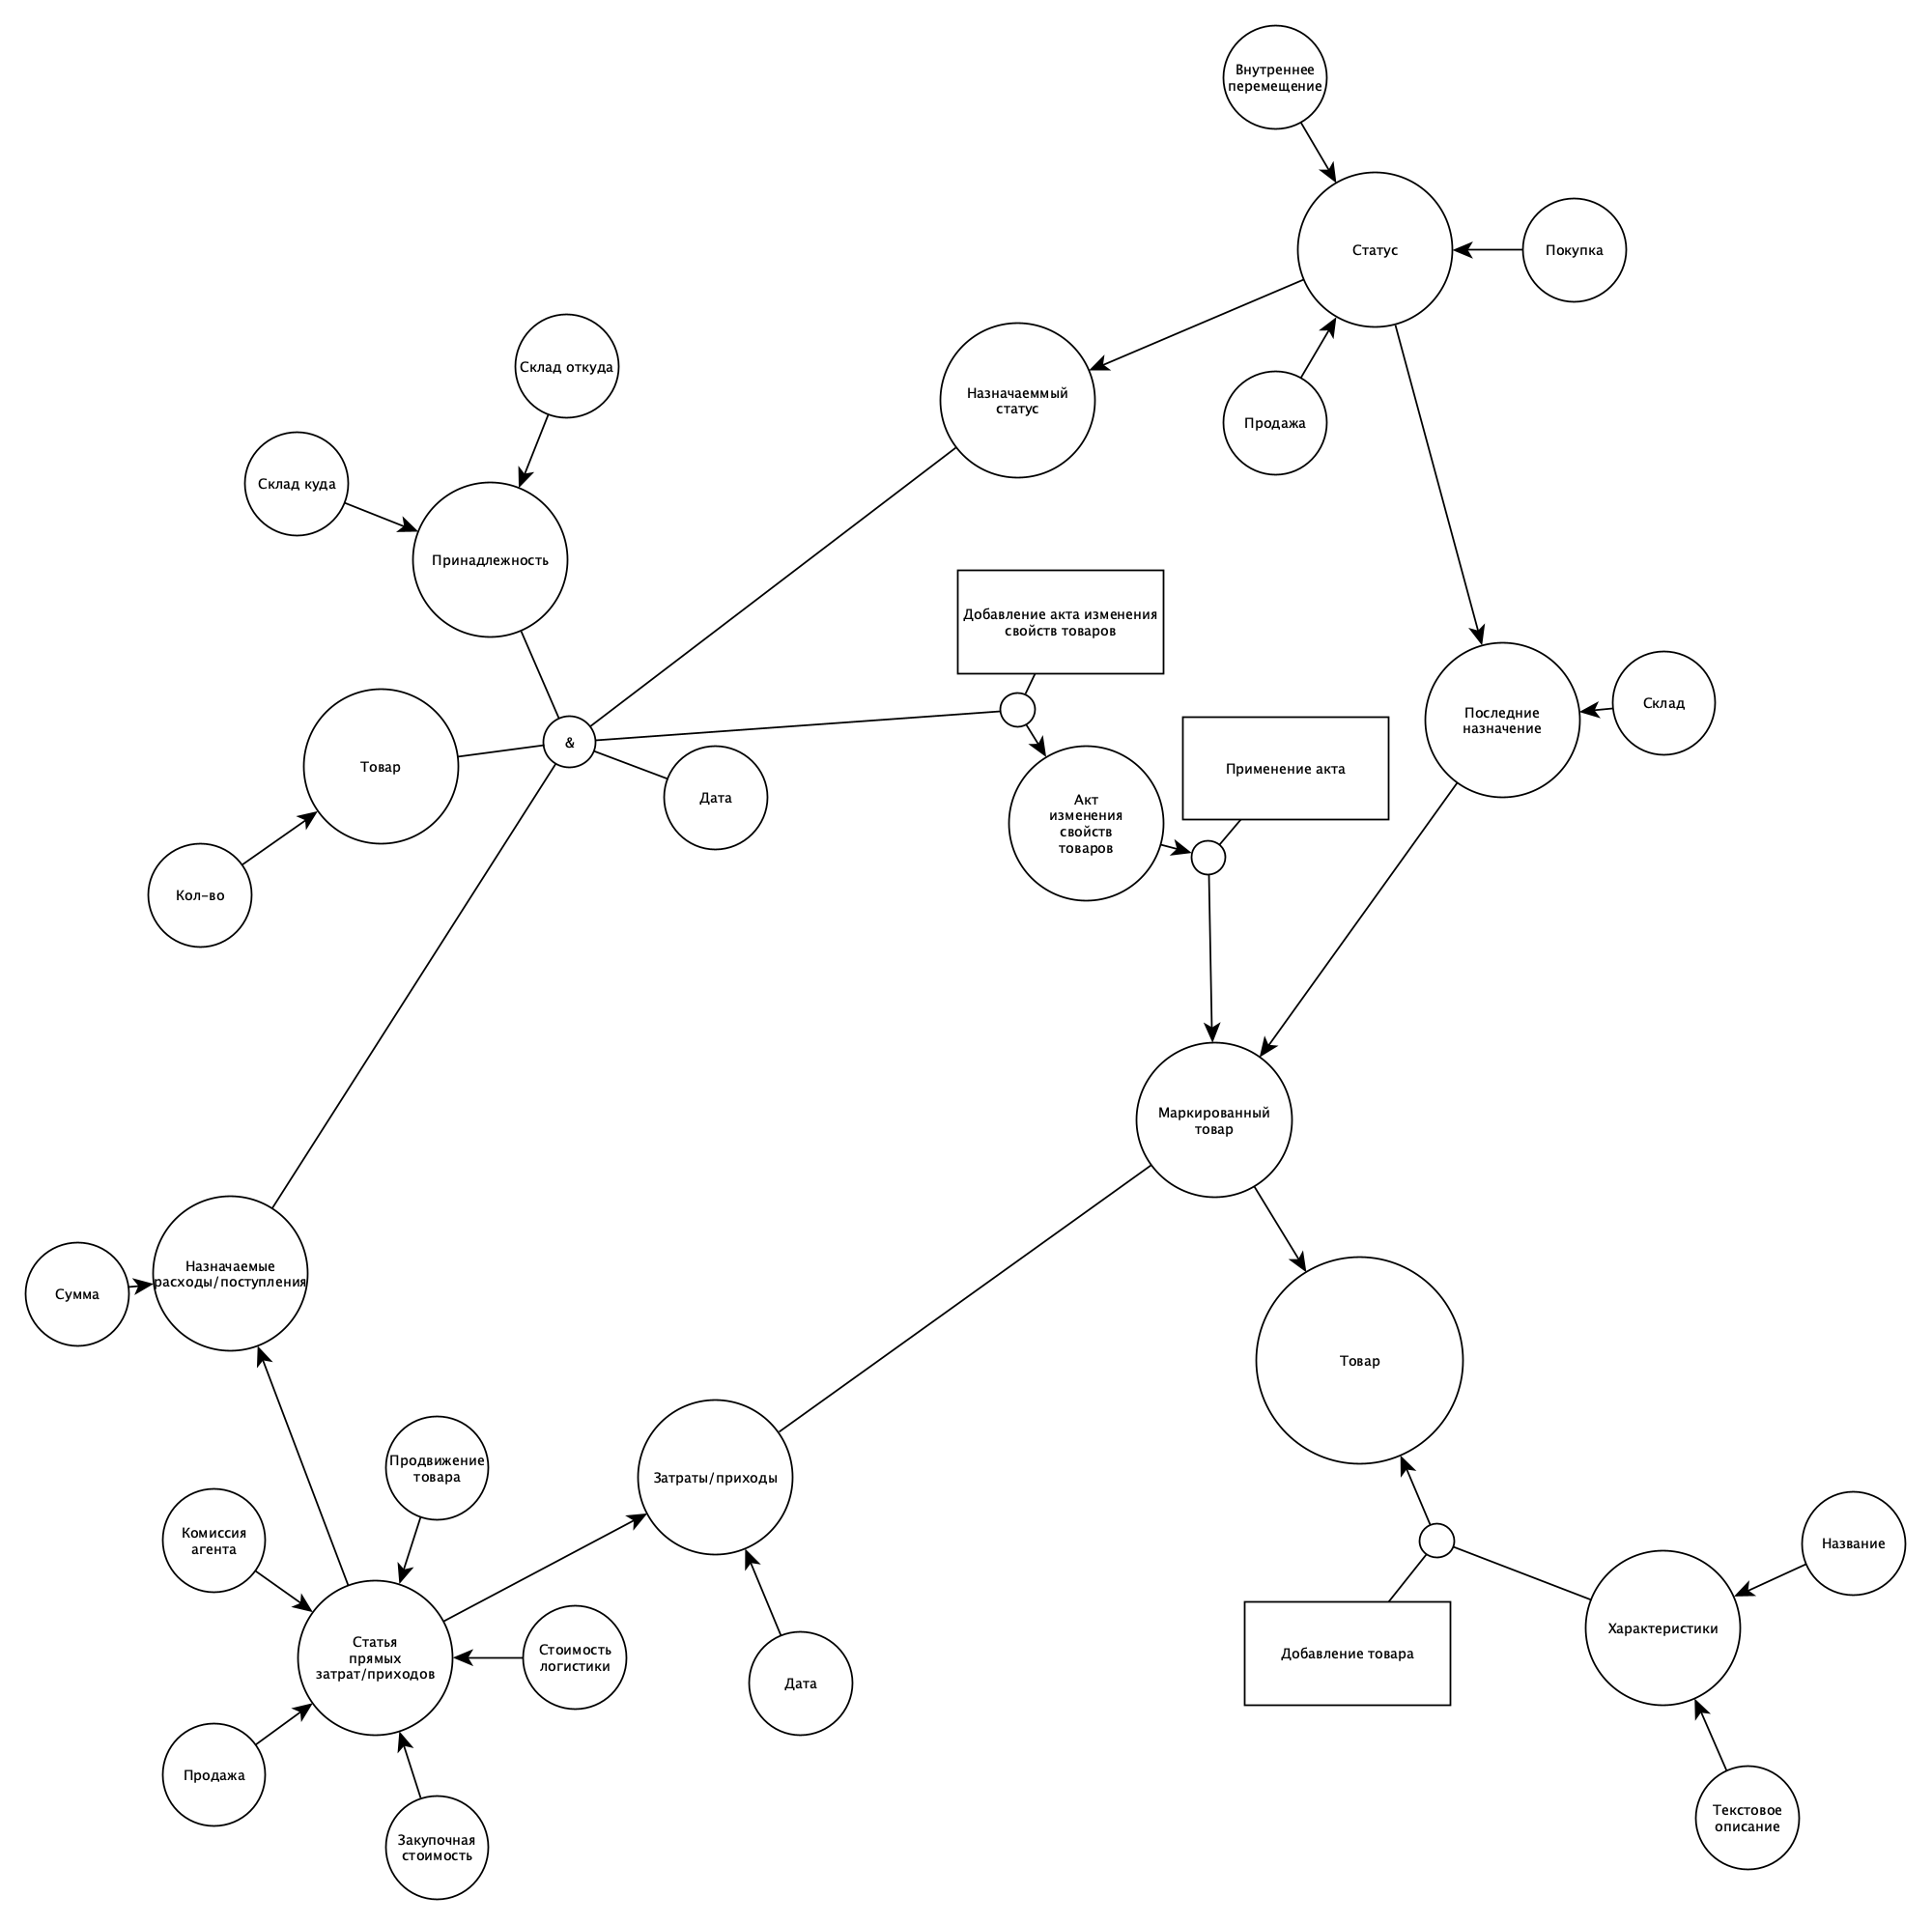 Внутреннее
перемещение
Статус
Покупка
Склад откуда
Назначаеммый
статус
Продажа
Склад куда
Принадлежность
Добавление акта изменения
свойств товаров
Склад
Последние
назначение
&
Товар
Применение акта
Дата
Акт
изменения
свойств
товаров
Кол-во
Маркированный
товар
Назначаемые
расходы/поступления
Сумма
Товар
Продвижение
товара
Затраты/приходы
Комиссия
агента
Название
Характеристики
Статья
прямых
затрат/приходов
Стоимость
логистики
Добавление товара
Дата
Продажа
Текстовое
описание
Закупочная
стоимость